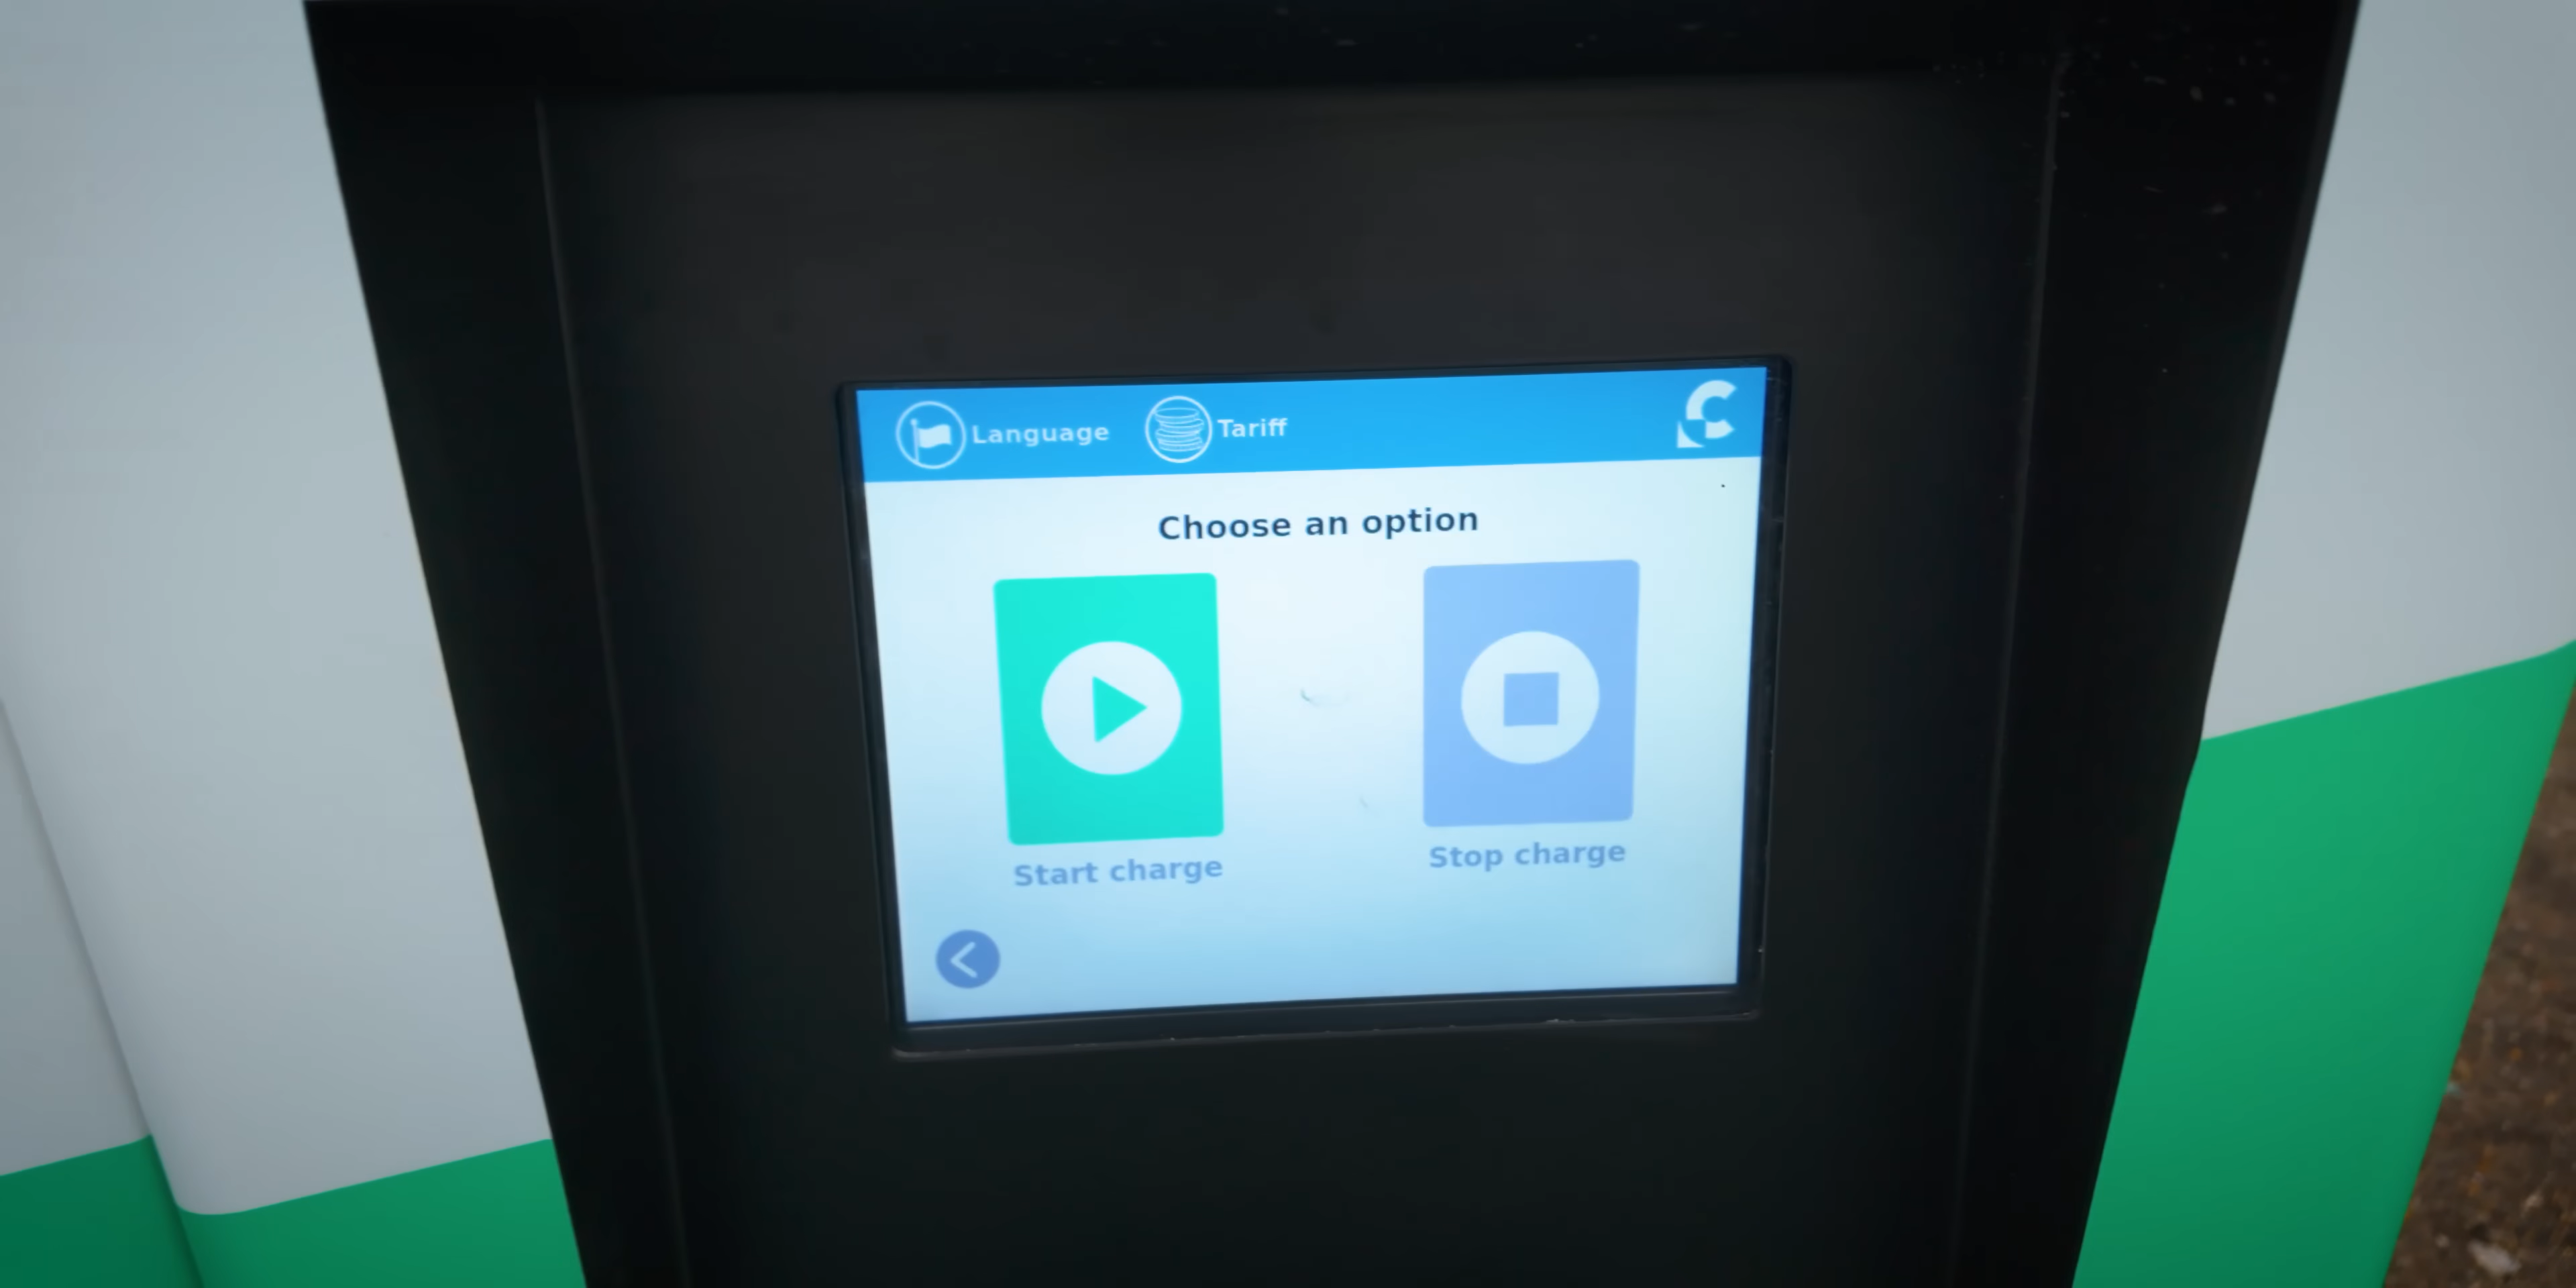 Language
Tariff
Choose an option
Start charge
Stop charge